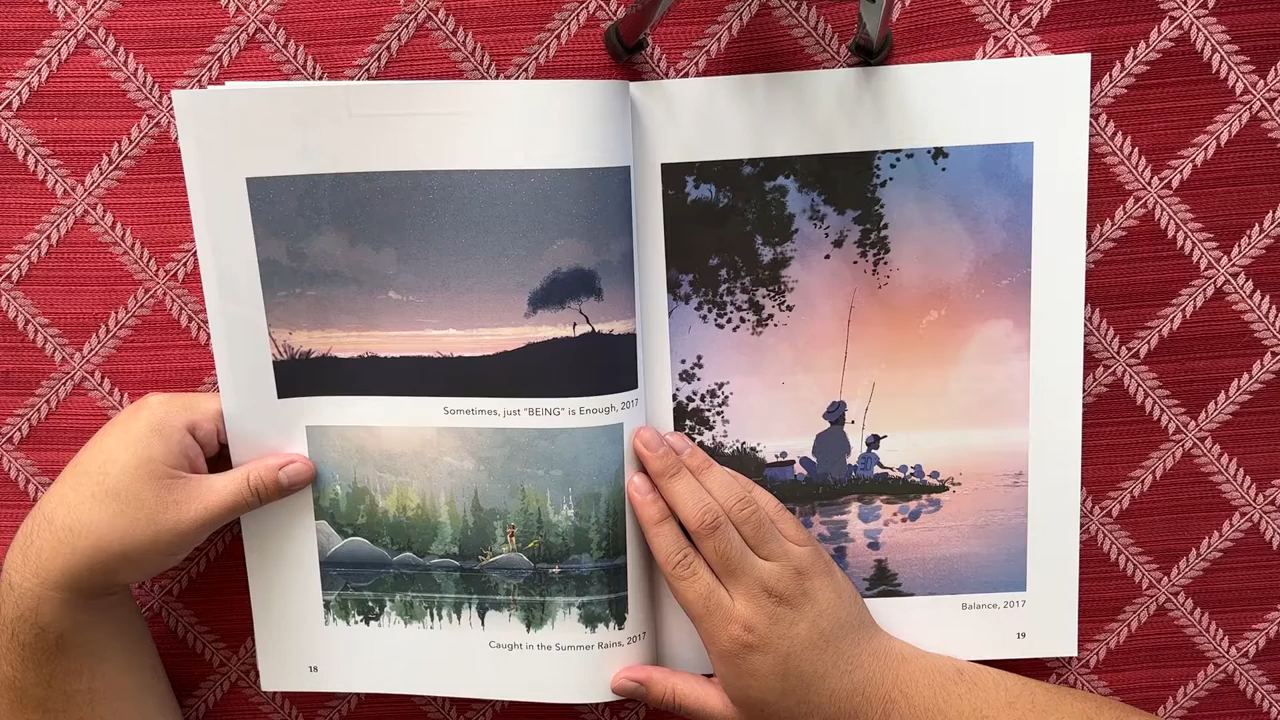 Sometimes, just “BEING” is Enough, 2017
Caught in the Summer Rains, 2017
18
Balance, 2017
19